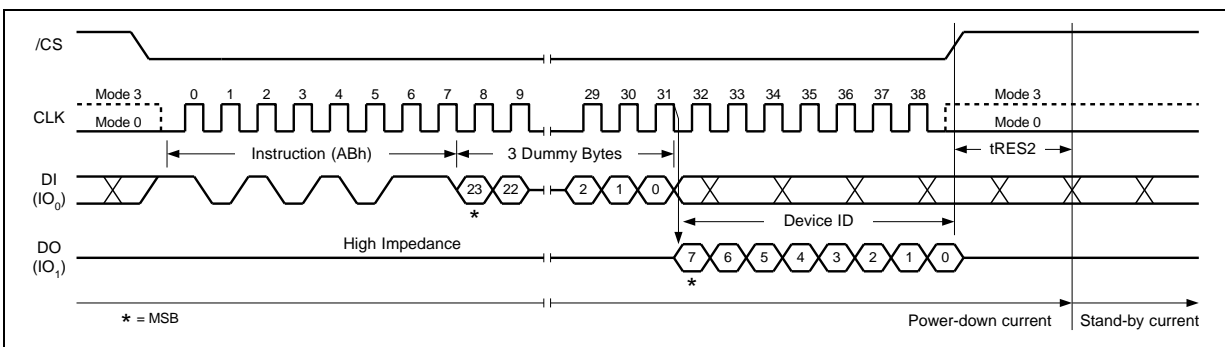 /CS
Mode 3 0 1 2 3 4 5 6 7 8 9 29 30 31 32 33 34 35 36 37 38 Mode 3
CLK
Mode 0 Mode 0
Instruction (ABh) 3 Dummy Bytes tRES2
DI
(IO0)
23 22 2 1 0
*
Device ID
High Impedance
DO
(IO1)
7 6 5 4 3 2 1 0
*
* = MSB
Power-down current Stand-by current